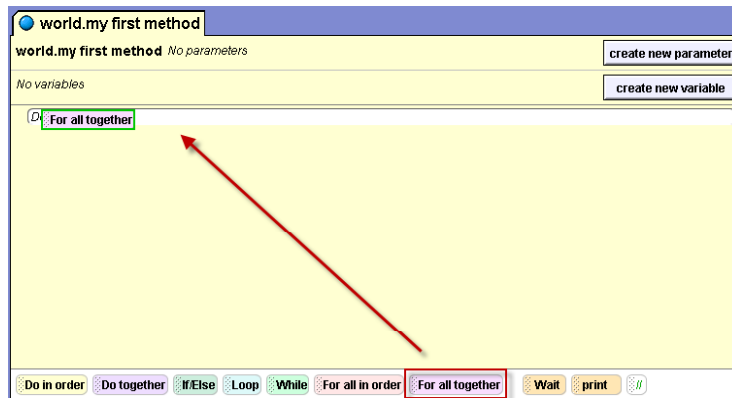 world.my first method
world.my first method No parameters
create new parameter
No variables
create new variable
For all together
Do in order Do together If/Else Loop While For all in order For all together Wait print //